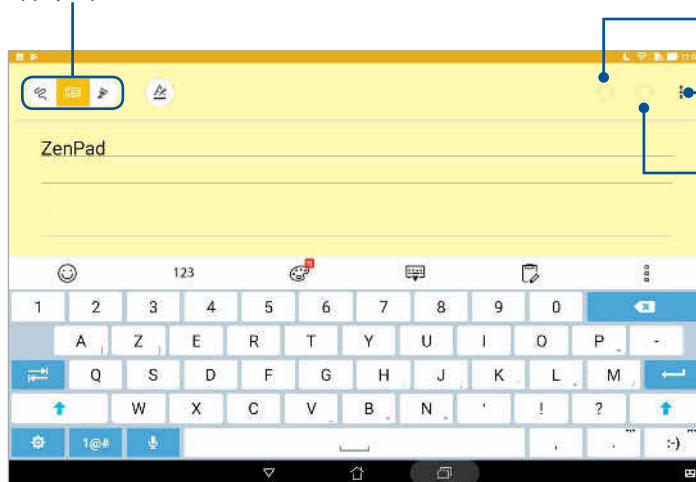 ZenPad
123
1 2 3 4 5 6 7 8 9 0
A Z E R T Y U I O P -
Q S D F G H J K L M
W X C V B N ' ! ?
1@# , . :-)